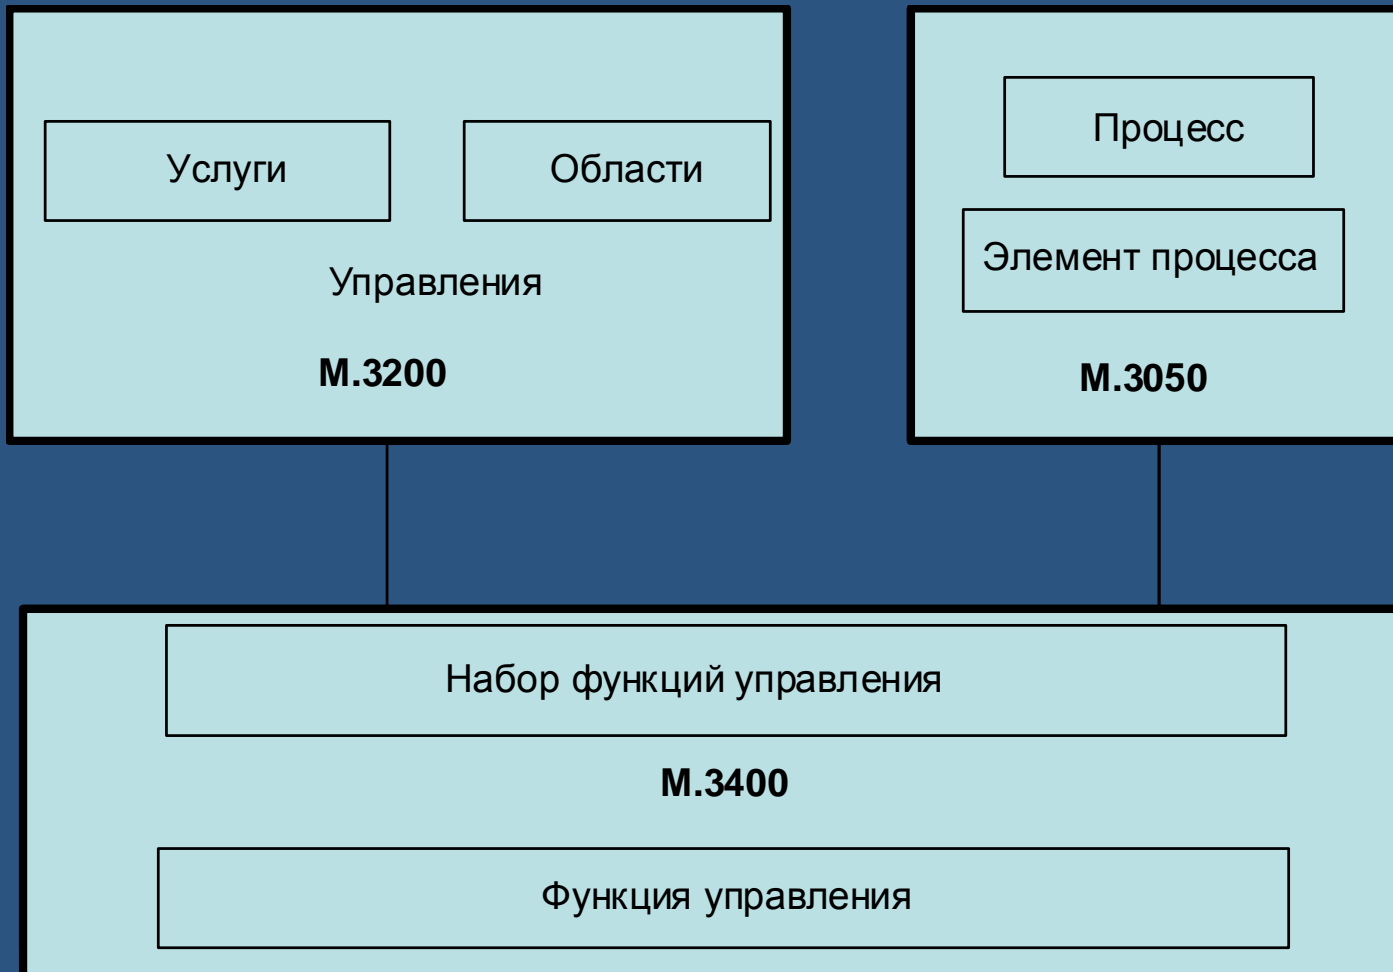 Услуги
Области
Управления
М.3200
Процесс
Элемент процесса
М.3050
Набор функций управления
М.3400
Функция управления